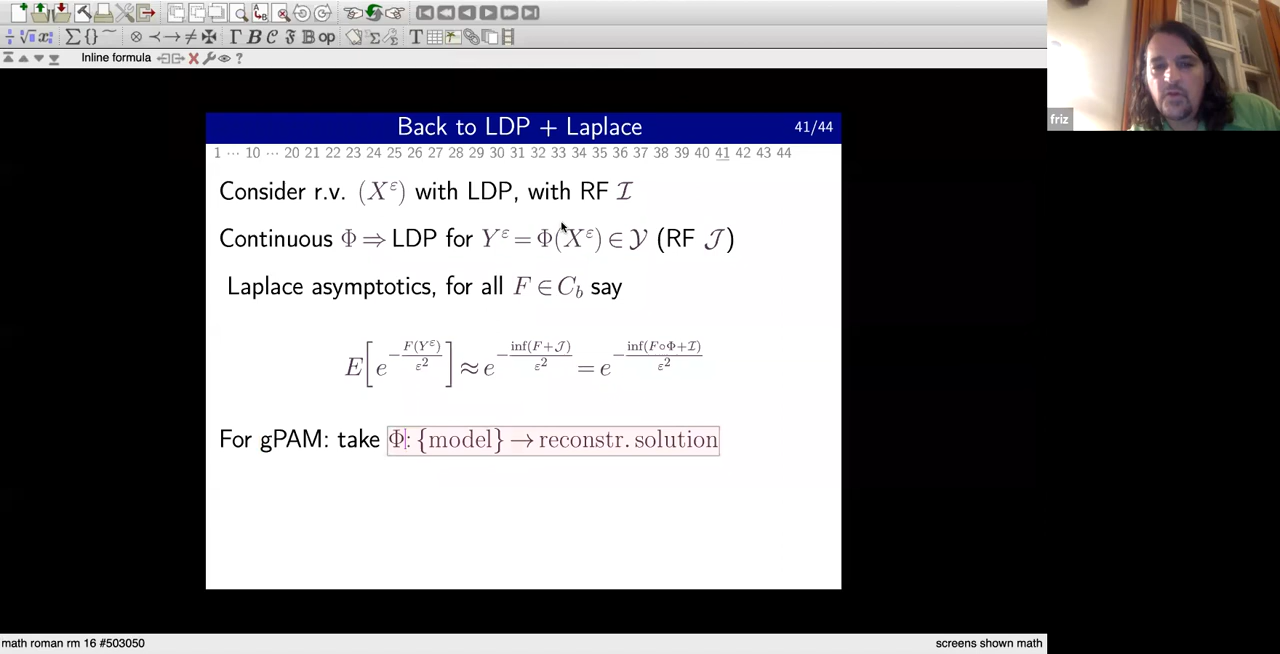 Inline formula
Back to LDP + Laplace 41/44
1 ··· 10 ··· 20 21 22 23 24 25 26 27 28 29 30 31 32 33 34 35 36 37 38 39 40 41 42 43 44
Consider r.v. (X^ε) with LDP, with RF ℐ
Continuous Φ ⇒ LDP for Y^ε = Φ(X^ε) ∈ 𝒴 (RF 𝒥)
Laplace asymptotics, for all F ∈ C_b say
E[e^{-F(Y^ε)/ε²}] ≈ e^{-inf(F+𝒥)/ε²} = e^{-inf(F∘Φ+ℐ)/ε²}
For gPAM: take Φ: {model} → reconstr. solution
math roman rm 16 #503050 screens shown math
friz